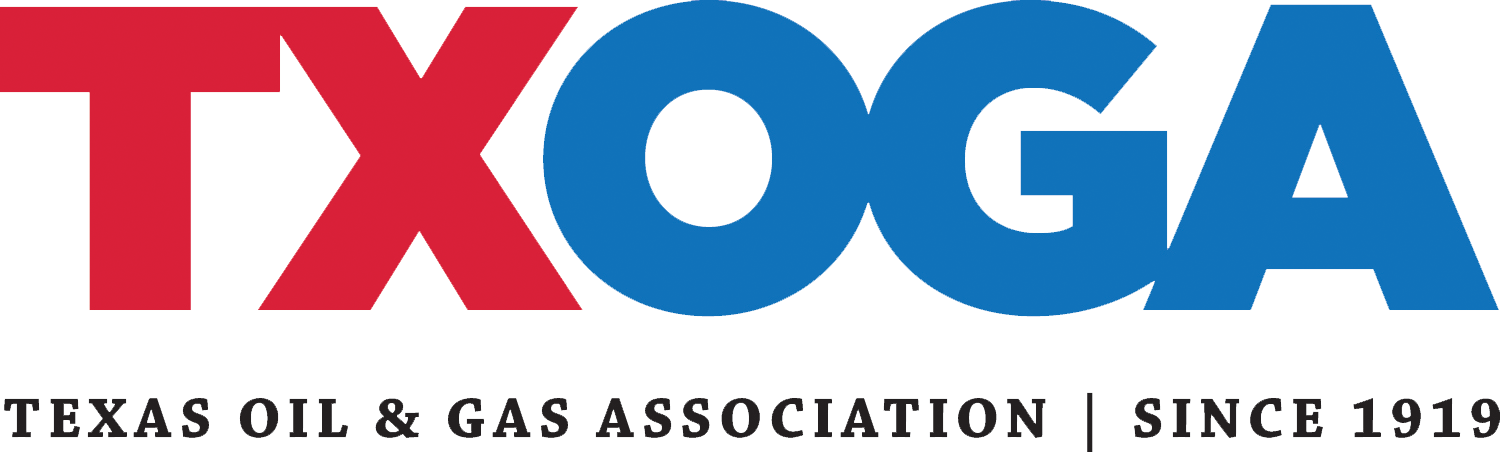 TXOGA
TEXAS OIL & GAS ASSOCIATION | SINCE 1919